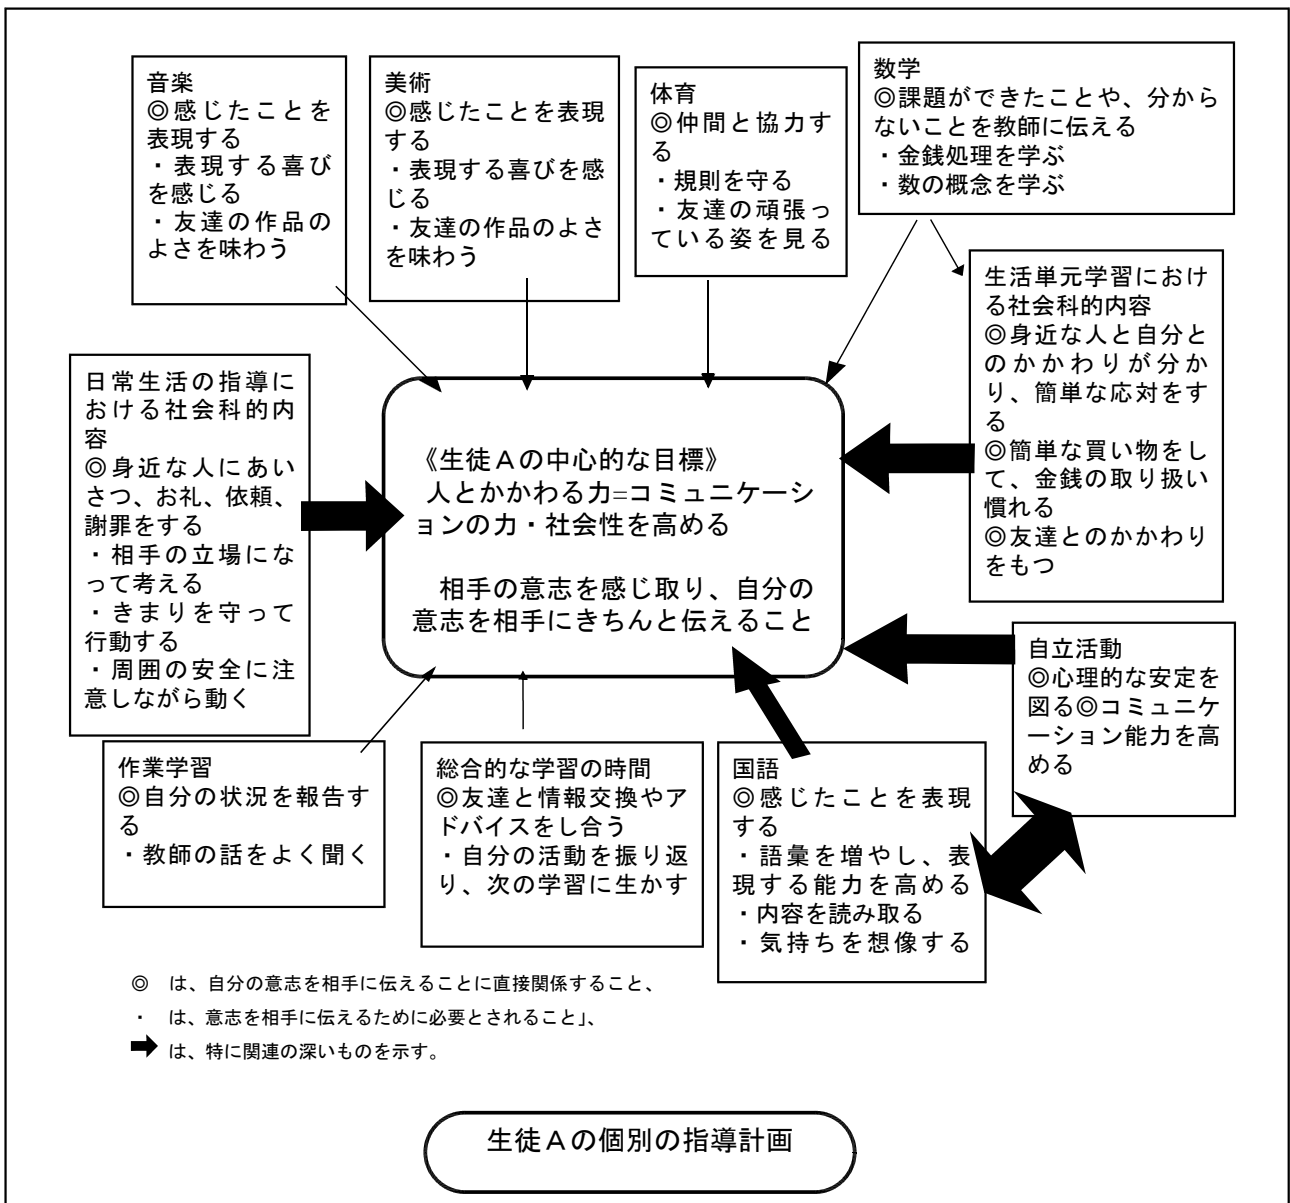 音楽
◎感じたことを
表現する
・表現する喜び
を感じる
・友達の作品の
よさを味わう
美術
◎感じたことを表現
する
・表現する喜びを感
じる
・友達の作品のよさ
を味わう
体育
◎仲間と協力す
る
・規則を守る
・友達の頑張っ
ている姿を見る
数学
◎課題ができたことや、分から
ないことを教師に伝える
・金銭処理を学ぶ
・数の概念を学ぶ
生活単元学習におけ
る社会科的内容
◎身近な人と自分と
のかかわりが分か
り、簡単な応対をす
る
◎簡単な買い物をし
て、金銭の取り扱い
慣れる
◎友達とのかかわり
をもつ
日常生活の指導に
おける社会科的内
容
◎身近な人にあい
さつ、お礼、依頼、
謝罪をする
・相手の立場にな
って考える
・きまりを守って
行動する
・周囲の安全に注
意しながら動く
《生徒Aの中心的な目標》
人とかかわる力=コミュニケーシ
ョンの力・社会性を高める
相手の意志を感じ取り、自分の
意志を相手にきちんと伝えること
自立活動
◎心理的な安定を
図る◎コミュニケ
ーション能力を高
める
作業学習
◎自分の状況を報告す
る
・教師の話をよく聞く
総合的な学習の時間
◎友達と情報交換やア
ドバイスをし合う
・自分の活動を振り返
り、次の学習に生かす
国語
◎感じたことを表現
する
・語彙を増やし、表
現する能力を高める
・内容を読み取る
・気持ちを想像する
◎ は、自分の意志を相手に伝えることに直接関係すること、
・ は、意志を相手に伝えるために必要とされること」、
➡ は、特に関連の深いものを示す。
生徒Aの個別の指導計画